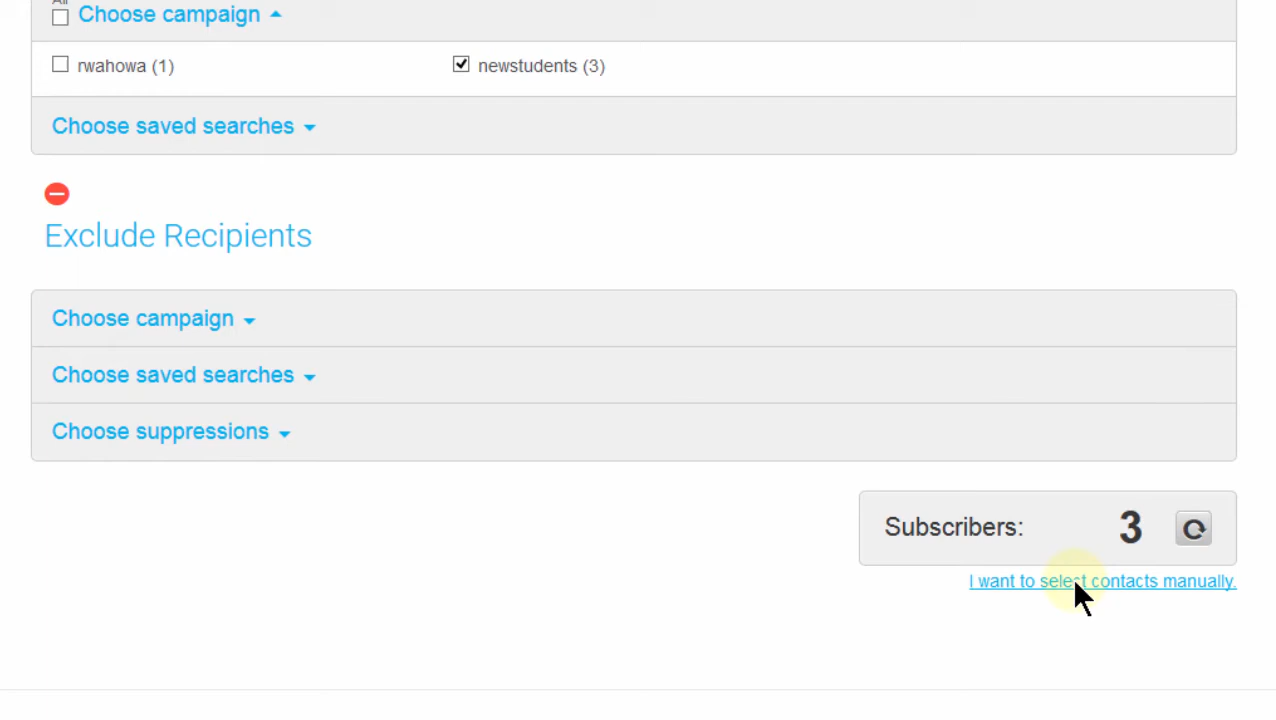 Choose campaign
rwahowa (1)
newstudents (3)
Choose saved searches
Exclude Recipients
Choose campaign
Choose saved searches
Choose suppressions
Subscribers: 3
I want to select contacts manually.